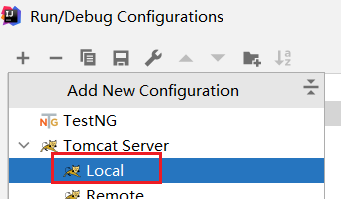 Run/Debug Configurations
Add New Configuration
TestNG
Tomcat Server
Local
Remote